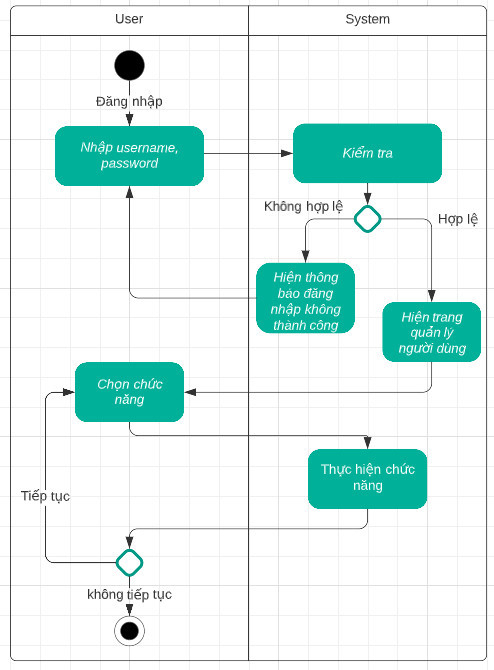 User
System
Đăng nhập
Nhập username,
password
Kiểm tra
Không hợp lệ
Hợp lệ
Hiện thông
báo đăng
nhập không
thành công
Hiện trang
quản lý
người dùng
Chọn chức
năng
Thực hiện chức
năng
Tiếp tục
không tiếp tục